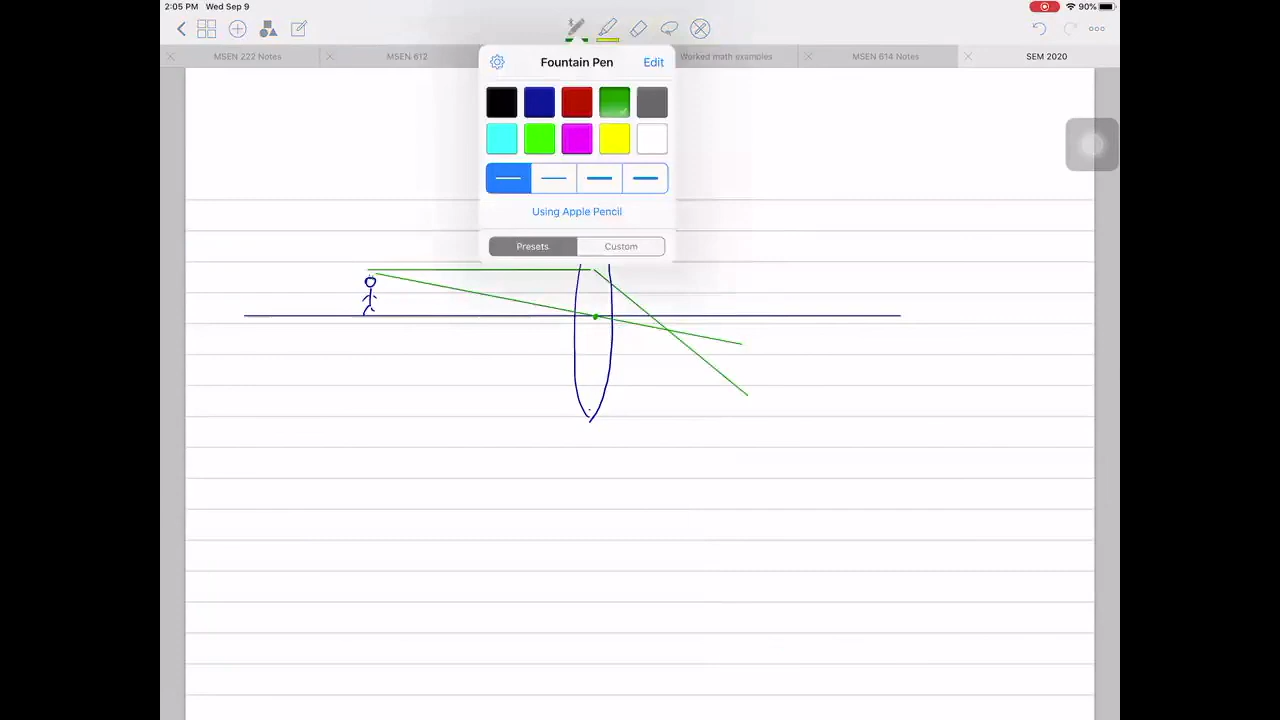 2:05 PM Wed Sep 9 90%
MSEN 222 Notes MSEN 612 Worked math examples MSEN 614 Notes SEM 2020
Fountain Pen Edit
Using Apple Pencil
Presets Custom